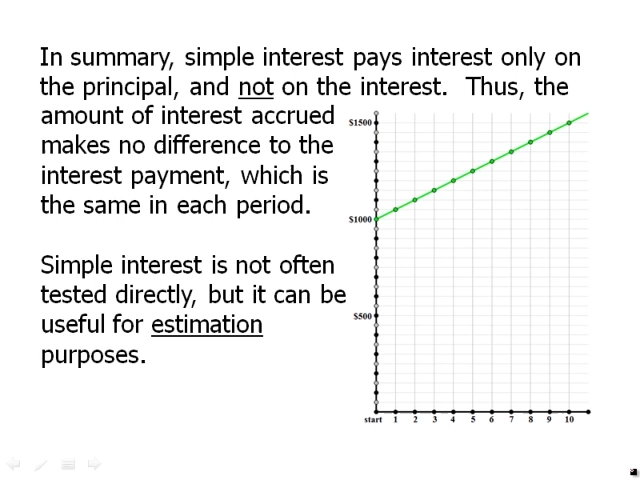 In summary, simple interest pays interest only on
the principal, and not on the interest.  Thus, the
amount of interest accrued
makes no difference to the
interest payment, which is
the same in each period.
Simple interest is not often
tested directly, but it can be
useful for estimation
purposes.
$1500
$1000
$500
start 1 2 3 4 5 6 7 8 9 10